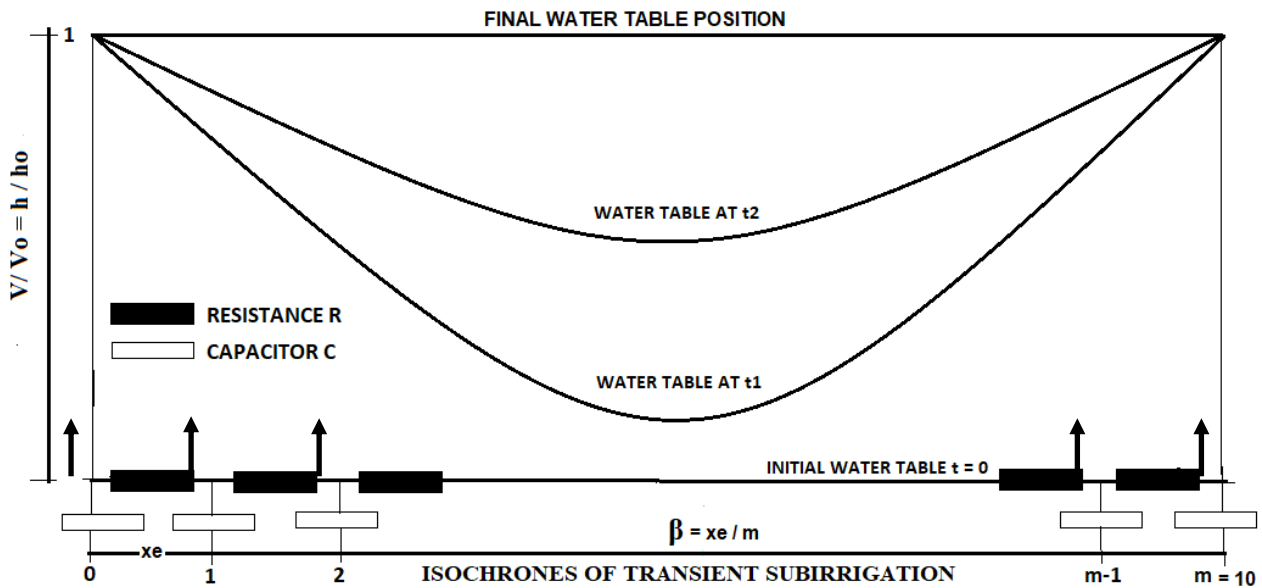 FINAL WATER TABLE POSITION
1
V/ Vo = h / ho
WATER TABLE AT t2
RESISTANCE R
CAPACITOR C
WATER TABLE AT t1
INITIAL WATER TABLE t = 0
β = xe / m
xe
0 1 2 ISOCHRONES OF TRANSIENT SUBIRRIGATION m-1 m = 10